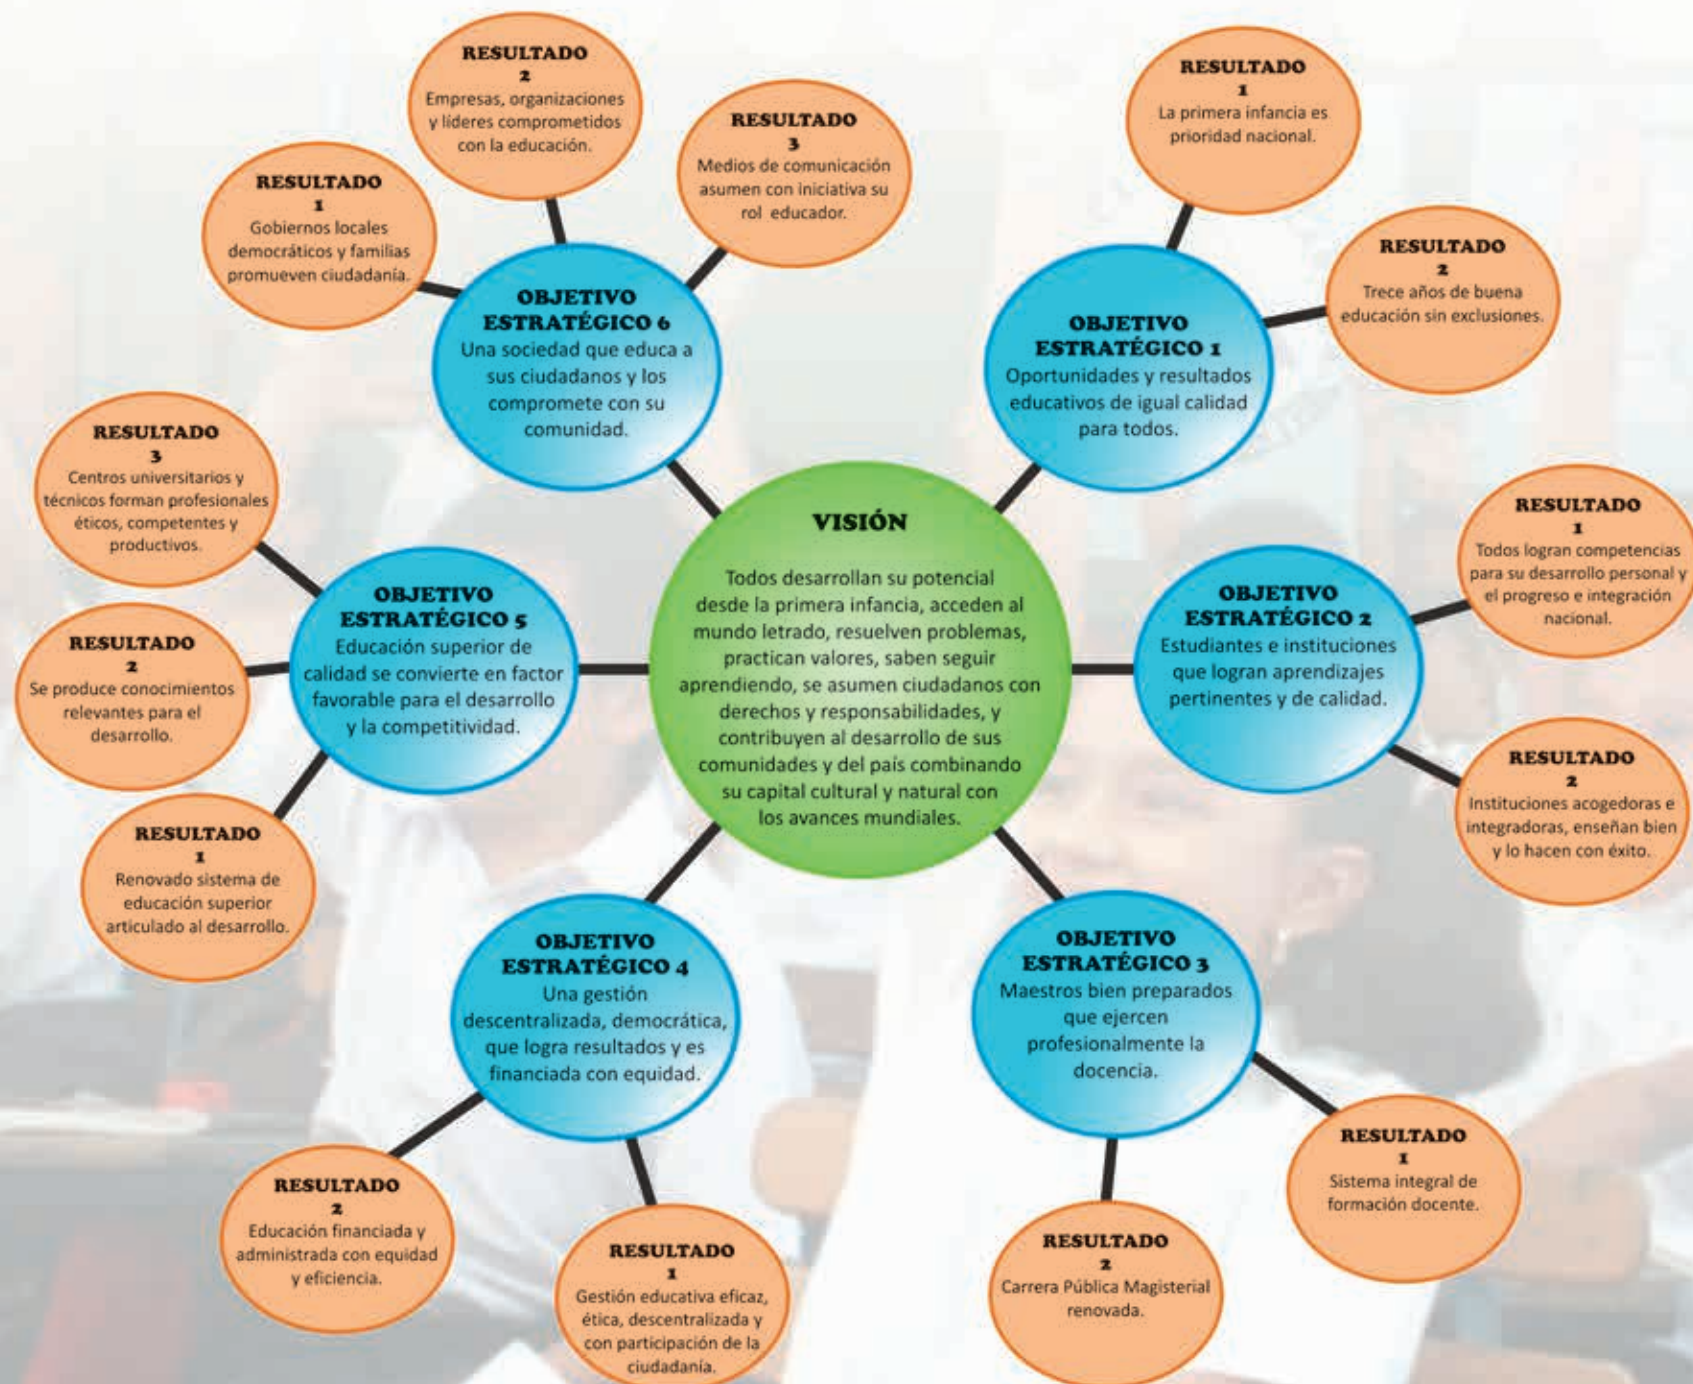 VISIÓN
Todos desarrollan su potencial
desde la primera infancia, acceden al
mundo letrado, resuelven problemas,
practican valores, saben seguir
aprendiendo, se asumen ciudadanos con
derechos y responsabilidades, y
contribuyen al desarrollo de sus
comunidades y del país combinando
su capital cultural y natural con
los avances mundiales.
OBJETIVO
ESTRATÉGICO 1
Oportunidades y resultados
educativos de igual calidad
para todos.
RESULTADO
1
La primera infancia es
prioridad nacional.
RESULTADO
2
Trece años de buena
educación sin exclusiones.
OBJETIVO
ESTRATÉGICO 2
Estudiantes e instituciones
que logran aprendizajes
pertinentes y de calidad.
RESULTADO
1
Todos logran competencias
para su desarrollo personal y
el progreso e integración
nacional.
RESULTADO
2
Instituciones acogedoras e
integradoras, enseñan bien
y lo hacen con éxito.
OBJETIVO
ESTRATÉGICO 3
Maestros bien preparados
que ejercen
profesionalmente la
docencia.
RESULTADO
1
Sistema integral de
formación docente.
RESULTADO
2
Carrera Pública Magisterial
renovada.
OBJETIVO
ESTRATÉGICO 4
Una gestión
descentralizada, democrática,
que logra resultados y es
financiada con equidad.
RESULTADO
1
Gestión educativa eficaz,
ética, descentralizada y
con participación de la
ciudadanía.
RESULTADO
2
Educación financiada y
administrada con equidad
y eficiencia.
OBJETIVO
ESTRATÉGICO 5
Educación superior de
calidad se convierte en factor
favorable para el desarrollo
y la competitividad.
RESULTADO
1
Renovado sistema de
educación superior
articulado al desarrollo.
RESULTADO
2
Se produce conocimientos
relevantes para el
desarrollo.
RESULTADO
3
Centros universitarios y
técnicos forman profesionales
éticos, competentes y
productivos.
OBJETIVO
ESTRATÉGICO 6
Una sociedad que educa a
sus ciudadanos y los
compromete con su
comunidad.
RESULTADO
1
Gobiernos locales
democráticos y familias
promueven ciudadanía.
RESULTADO
2
Empresas, organizaciones
y líderes comprometidos
con la educación.
RESULTADO
3
Medios de comunicación
asumen con iniciativa su
rol educador.